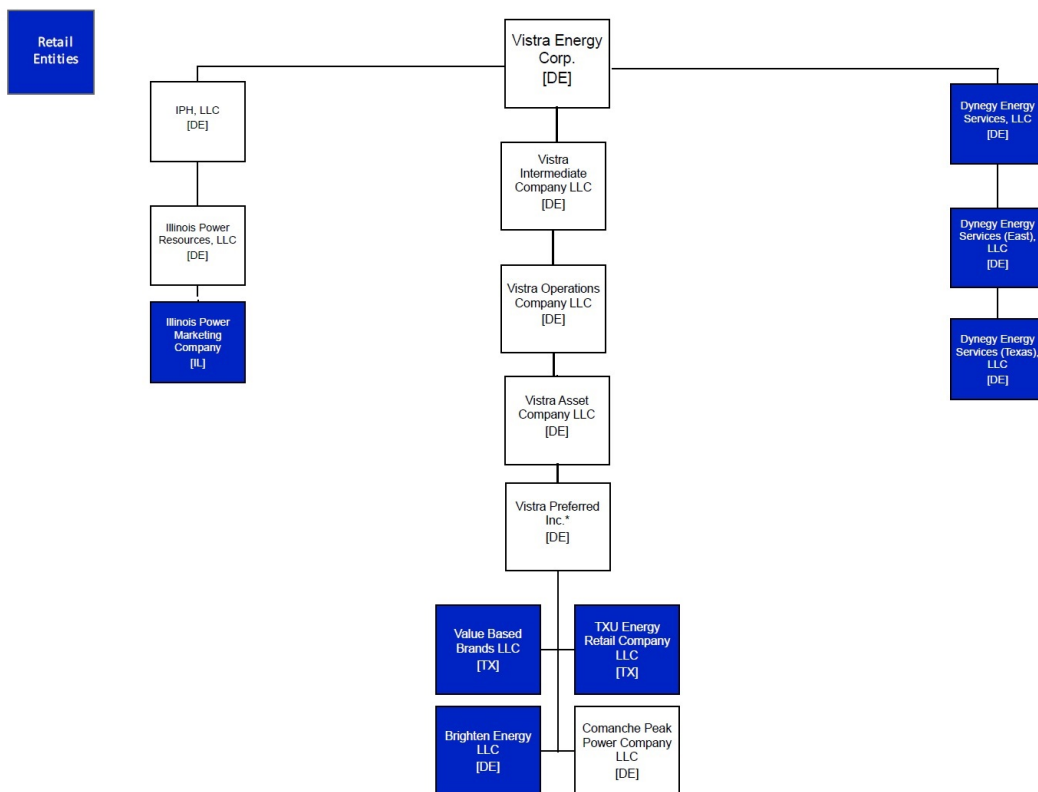 Retail
Entities
Vistra Energy
Corp.
[DE]
IPH, LLC
[DE]
Dynegy Energy
Services, LLC
[DE]
Vistra
Intermediate
Company LLC
[DE]
Illinois Power
Resources, LLC
[DE]
Dynegy Energy
Services (East),
LLC
[DE]
Vistra Operations
Company LLC
[DE]
Illinois Power
Marketing
Company
[IL]
Dynegy Energy
Services (Texas),
LLC
[DE]
Vistra Asset
Company LLC
[DE]
Vistra Preferred
Inc.*
[DE]
Value Based
Brands LLC
[TX]
TXU Energy
Retail Company
LLC
[TX]
Brighten Energy
LLC
[DE]
Comanche Peak
Power Company
LLC
[DE]